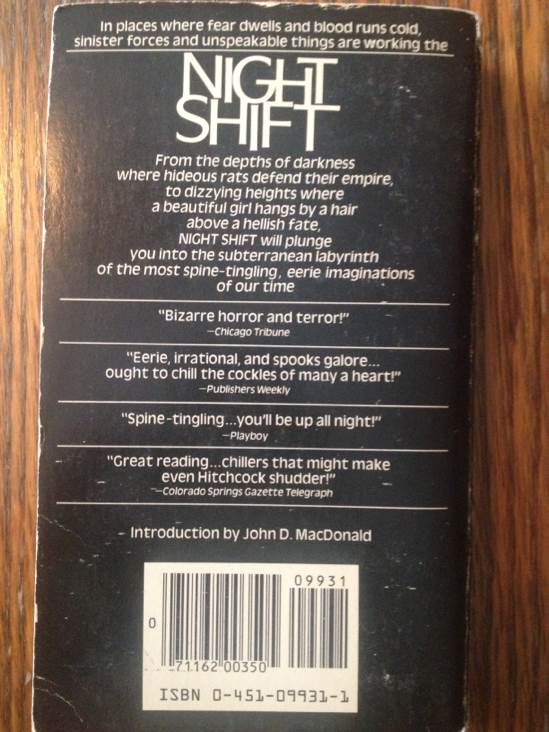 In places where fear dwells and blood runs cold,
sinister forces and unspeakable things are working the
NIGHT
SHIFT
From the depths of darkness
where hideous rats defend their empire,
to dizzying heights where
a beautiful girl hangs by a hair
above a hellish fate,
NIGHT SHIFT will plunge
you into the subterranean labyrinth
of the most spine-tingling, eerie imaginations
of our time
"Bizarre horror and terror!"
—Chicago Tribune
"Eerie, irrational, and spooks galore...
ought to chill the cockles of many a heart!"
—Publishers Weekly
"Spine-tingling...you'll be up all night!"
—Playboy
"Great reading...chillers that might make
even Hitchcock shudder!"
—Colorado Springs Gazette Telegraph
Introduction by John D. MacDonald
09931
0
71162 00350
ISBN 0-451-09931-1